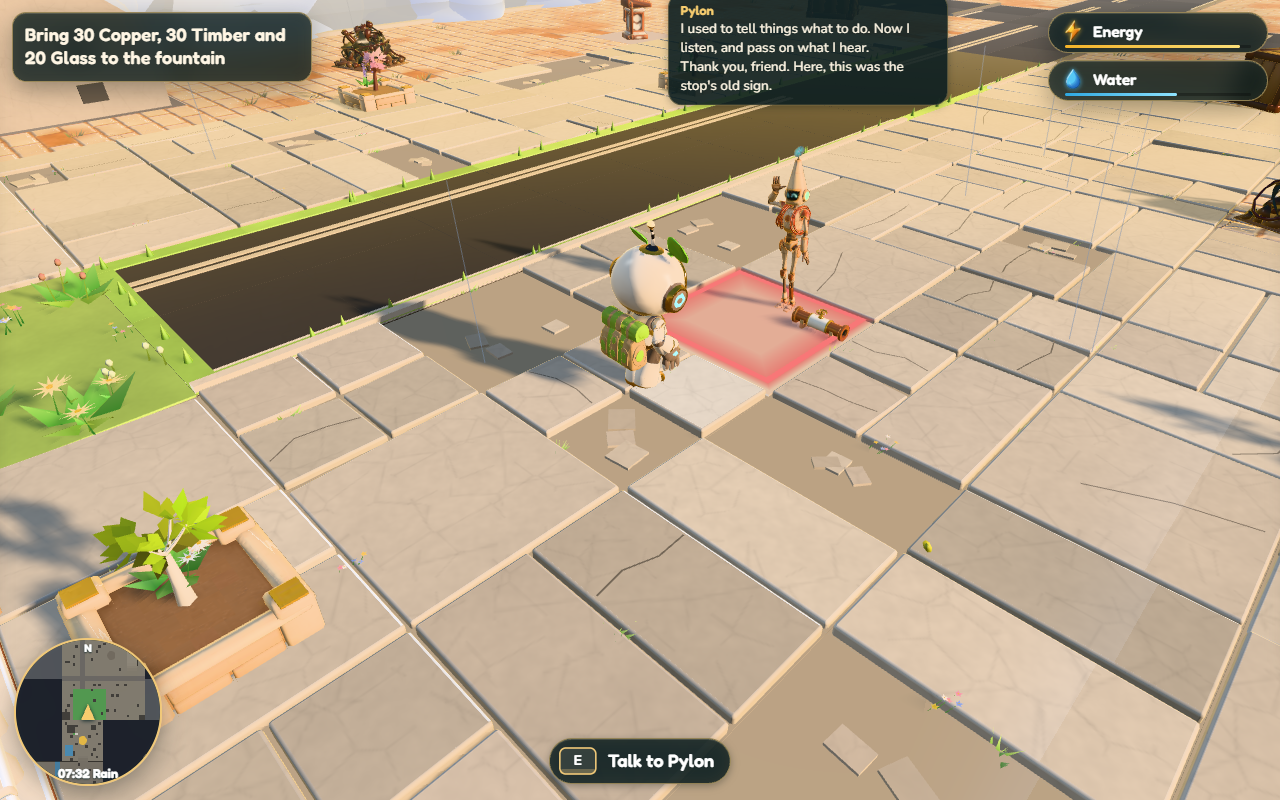 Bring 30 Copper, 30 Timber and
20 Glass to the fountain
Pylon
I used to tell things what to do. Now I
listen, and pass on what I hear.
Thank you, friend. Here, this was the
stop's old sign.
Energy
Water
N
07:32 Rain
E
Talk to Pylon